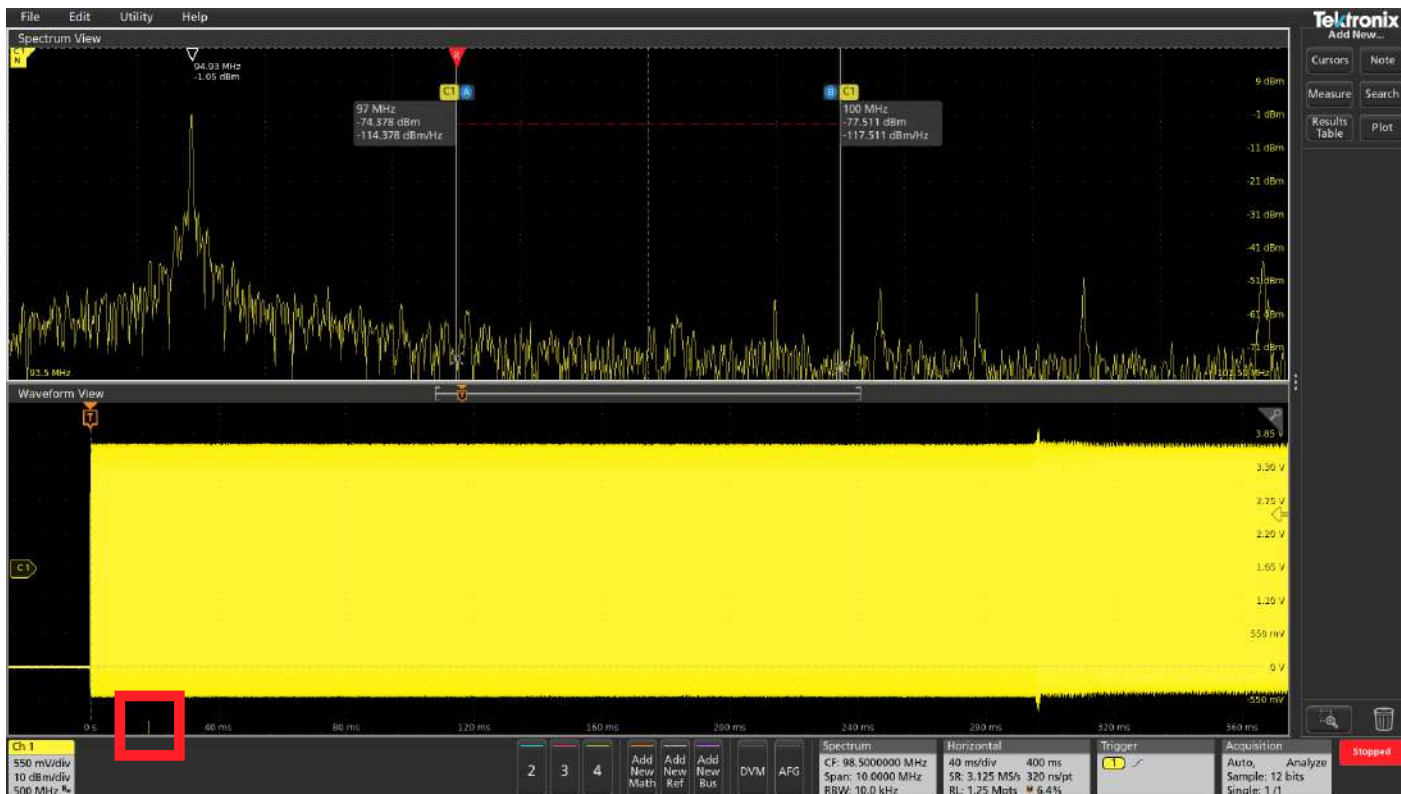 File Edit Utility Help
Tektronix
Add New...
Spectrum View
C1
N
94.93 MHz
-1.05 dBm
R
C1 A
97 MHz
-74.378 dBm
-114.378 dBm/Hz
B C1
100 MHz
-77.511 dBm
-117.511 dBm/Hz
9 dBm
-1 dBm
-11 dBm
-21 dBm
-31 dBm
-41 dBm
-51 dBm
-61 dBm
-71 dBm
93.5 MHz
Cursors Note
Measure Search
Results Table Plot
Waveform View
T
T
3.85 V
3.30 V
2.75 V
2.20 V
C1 1.65 V
1.10 V
550 mV
0 V
-550 mV
0 s 40 ms 80 ms 120 ms 160 ms 200 ms 240 ms 280 ms 320 ms 360 ms
Ch 1
550 mV/div
10 dBm/div
500 MHz
2 3 4
Add New Math
Add New Ref
Add New Bus
DVM AFG
Spectrum
CF: 98.5000000 MHz
Span: 10.0000 MHz
RBW: 10.0 kHz
Horizontal
40 ms/div 400 ms
SR: 3.125 MS/s 320 ns/pt
RL: 1.25 Mpts 6.4%
Trigger
1
Acquisition
Auto, Analyze
Sample: 12 bits
Single: 1/1
Stopped